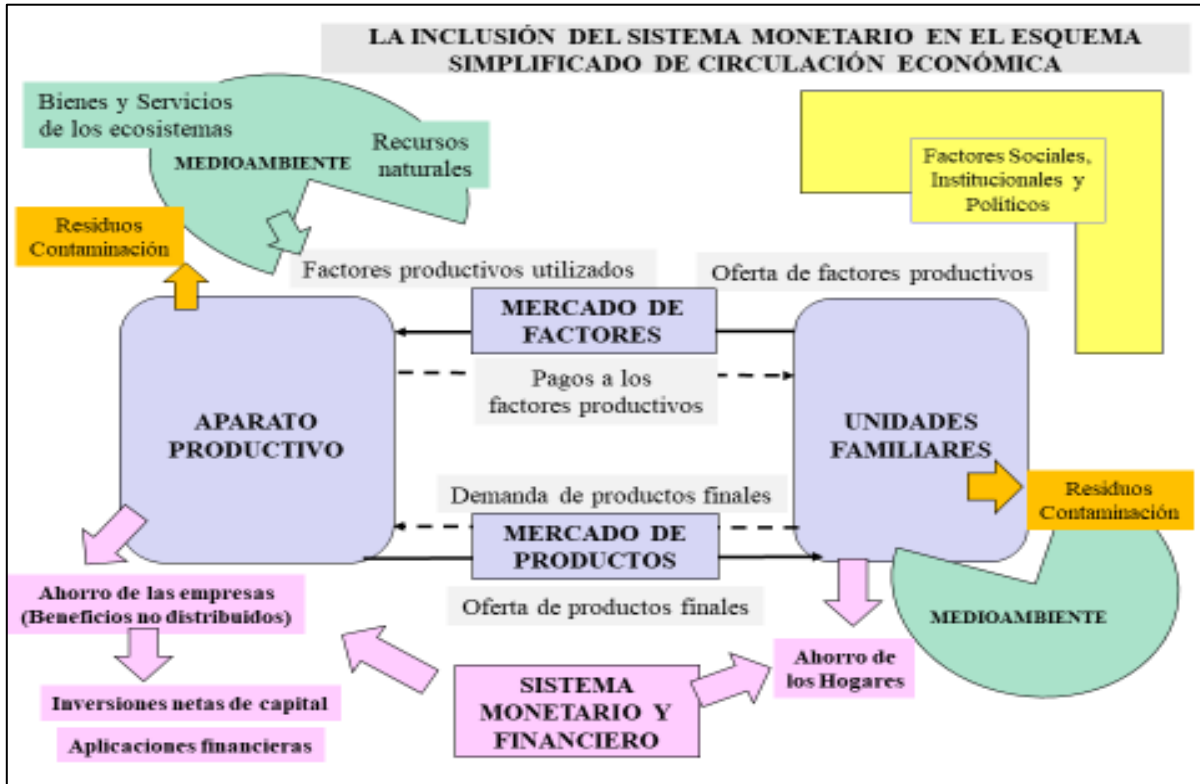 LA INCLUSIÓN DEL SISTEMA MONETARIO EN EL ESQUEMA
SIMPLIFICADO DE CIRCULACIÓN ECONÓMICA
Bienes y Servicios
de los ecosistemas
MEDIOAMBIENTE
Recursos
naturales
Factores Sociales,
Institucionales y
Políticos
Residuos
Contaminación
Factores productivos utilizados
Oferta de factores productivos
MERCADO DE
FACTORES
Pagos a los
factores productivos
APARATO
PRODUCTIVO
UNIDADES
FAMILIARES
Demanda de productos finales
Residuos
Contaminación
MERCADO DE
PRODUCTOS
Oferta de productos finales
Ahorro de las empresas
(Beneficios no distribuidos)
MEDIOAMBIENTE
Ahorro de
los Hogares
SISTEMA
MONETARIO Y
FINANCIERO
Inversiones netas de capital
Aplicaciones financieras